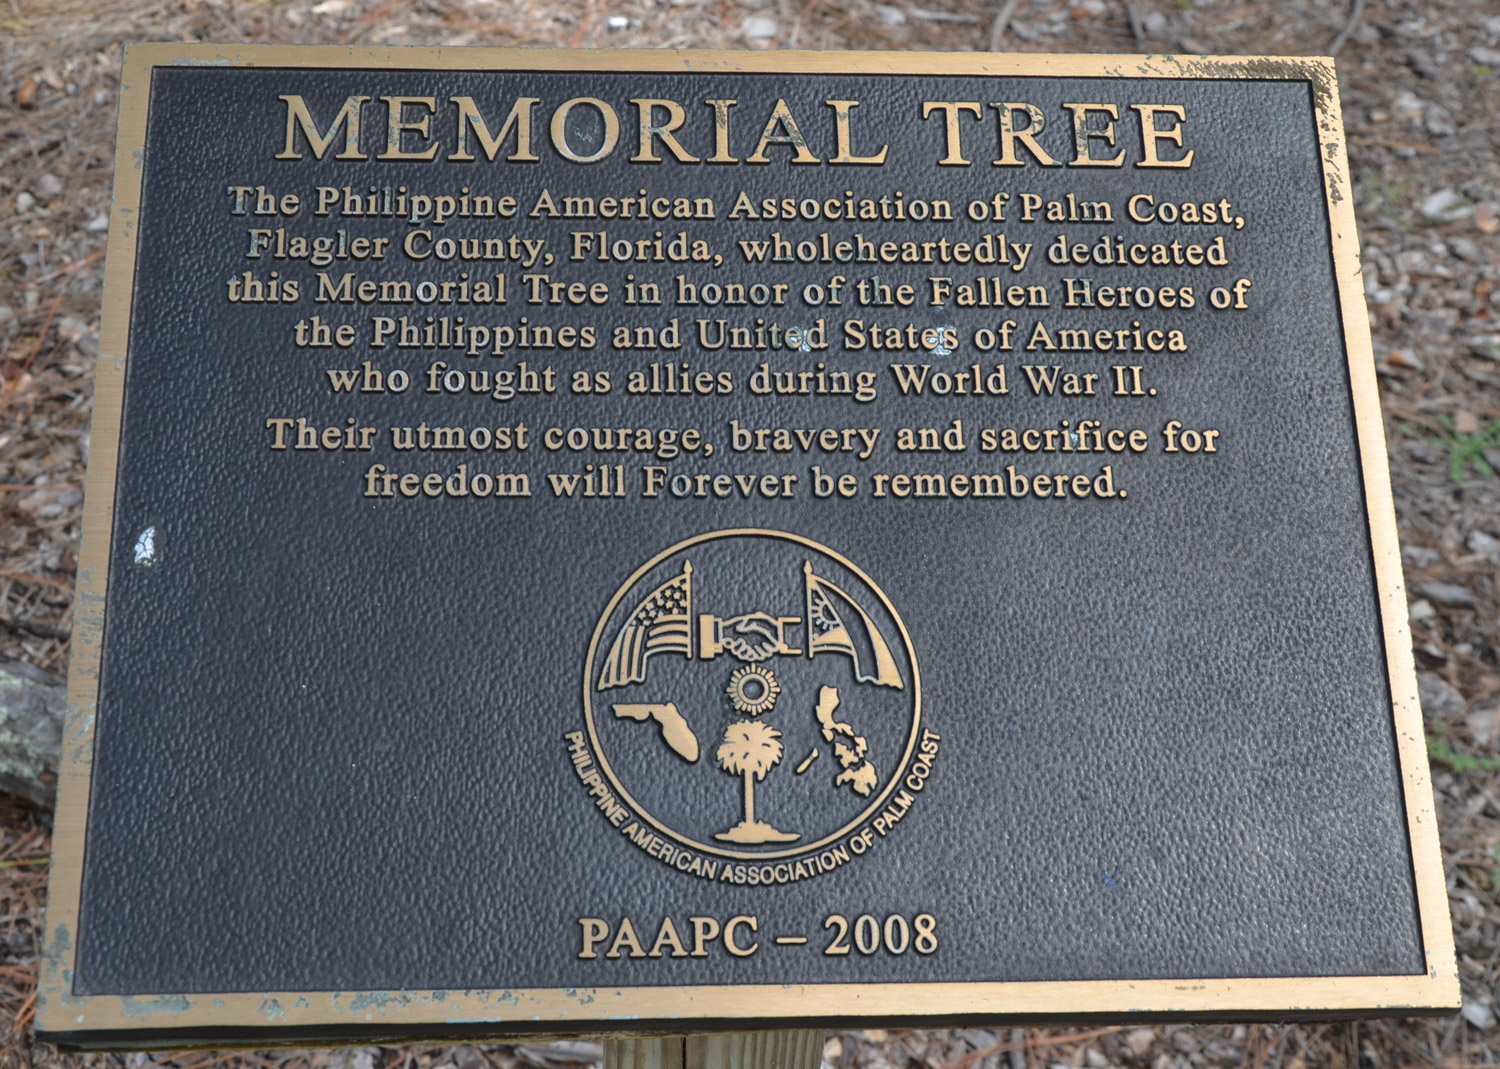 MEMORIAL TREE
The Philippine American Association of Palm Coast,
Flagler County, Florida, wholeheartedly dedicated
this Memorial Tree in honor of the Fallen Heroes of
the Philippines and United States of America
who fought as allies during World War II.
Their utmost courage, bravery and sacrifice for
freedom will Forever be remembered.
PHILIPPINE AMERICAN ASSOCIATION OF PALM COAST
PAAPC – 2008